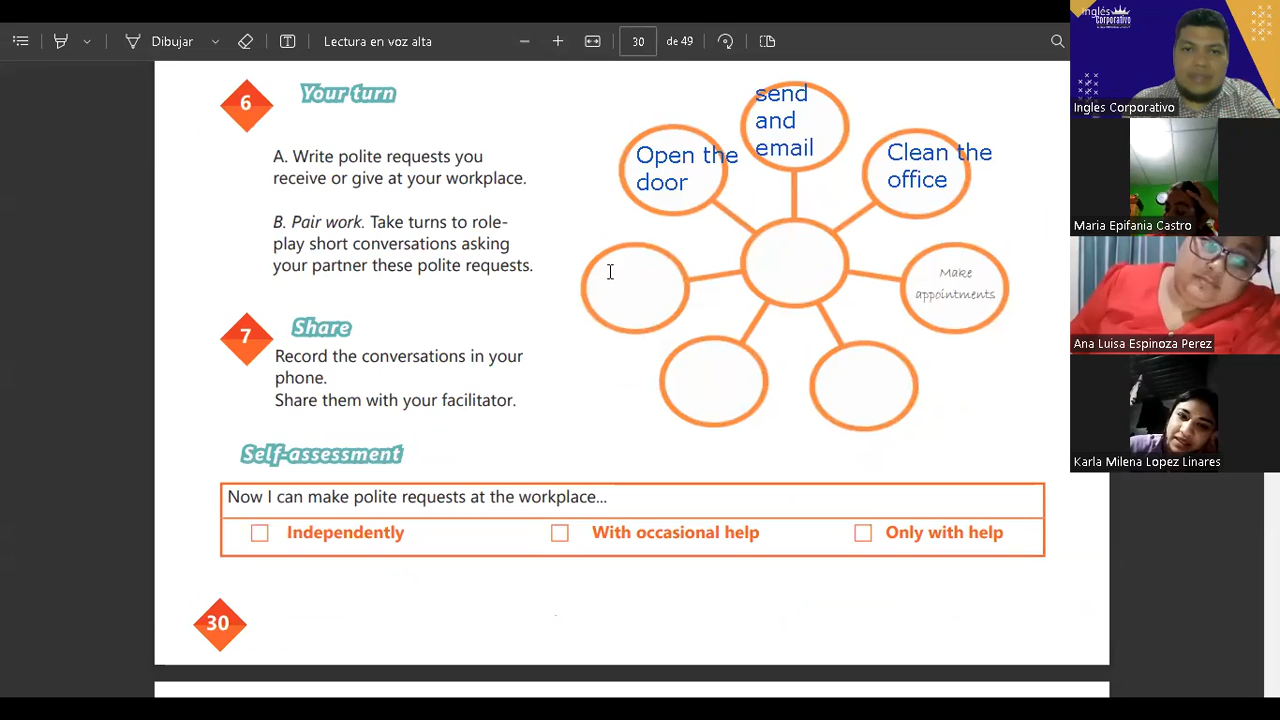 Dibujar
Lectura en voz alta
30
de 49
Inglés
Corporativo
Ingles Corporativo
Maria Epifania Castro
Ana Luisa Espinoza Perez
Karla Milena Lopez Linares
6
Your turn
A. Write polite requests you
receive or give at your workplace.
B. Pair work. Take turns to role-
play short conversations asking
your partner these polite requests.
7
Share
Record the conversations in your
phone.
Share them with your facilitator.
send
and
email
Open the
door
Clean the
office
Make
appointments
Self-assessment
Now I can make polite requests at the workplace...
Independently
With occasional help
Only with help
30